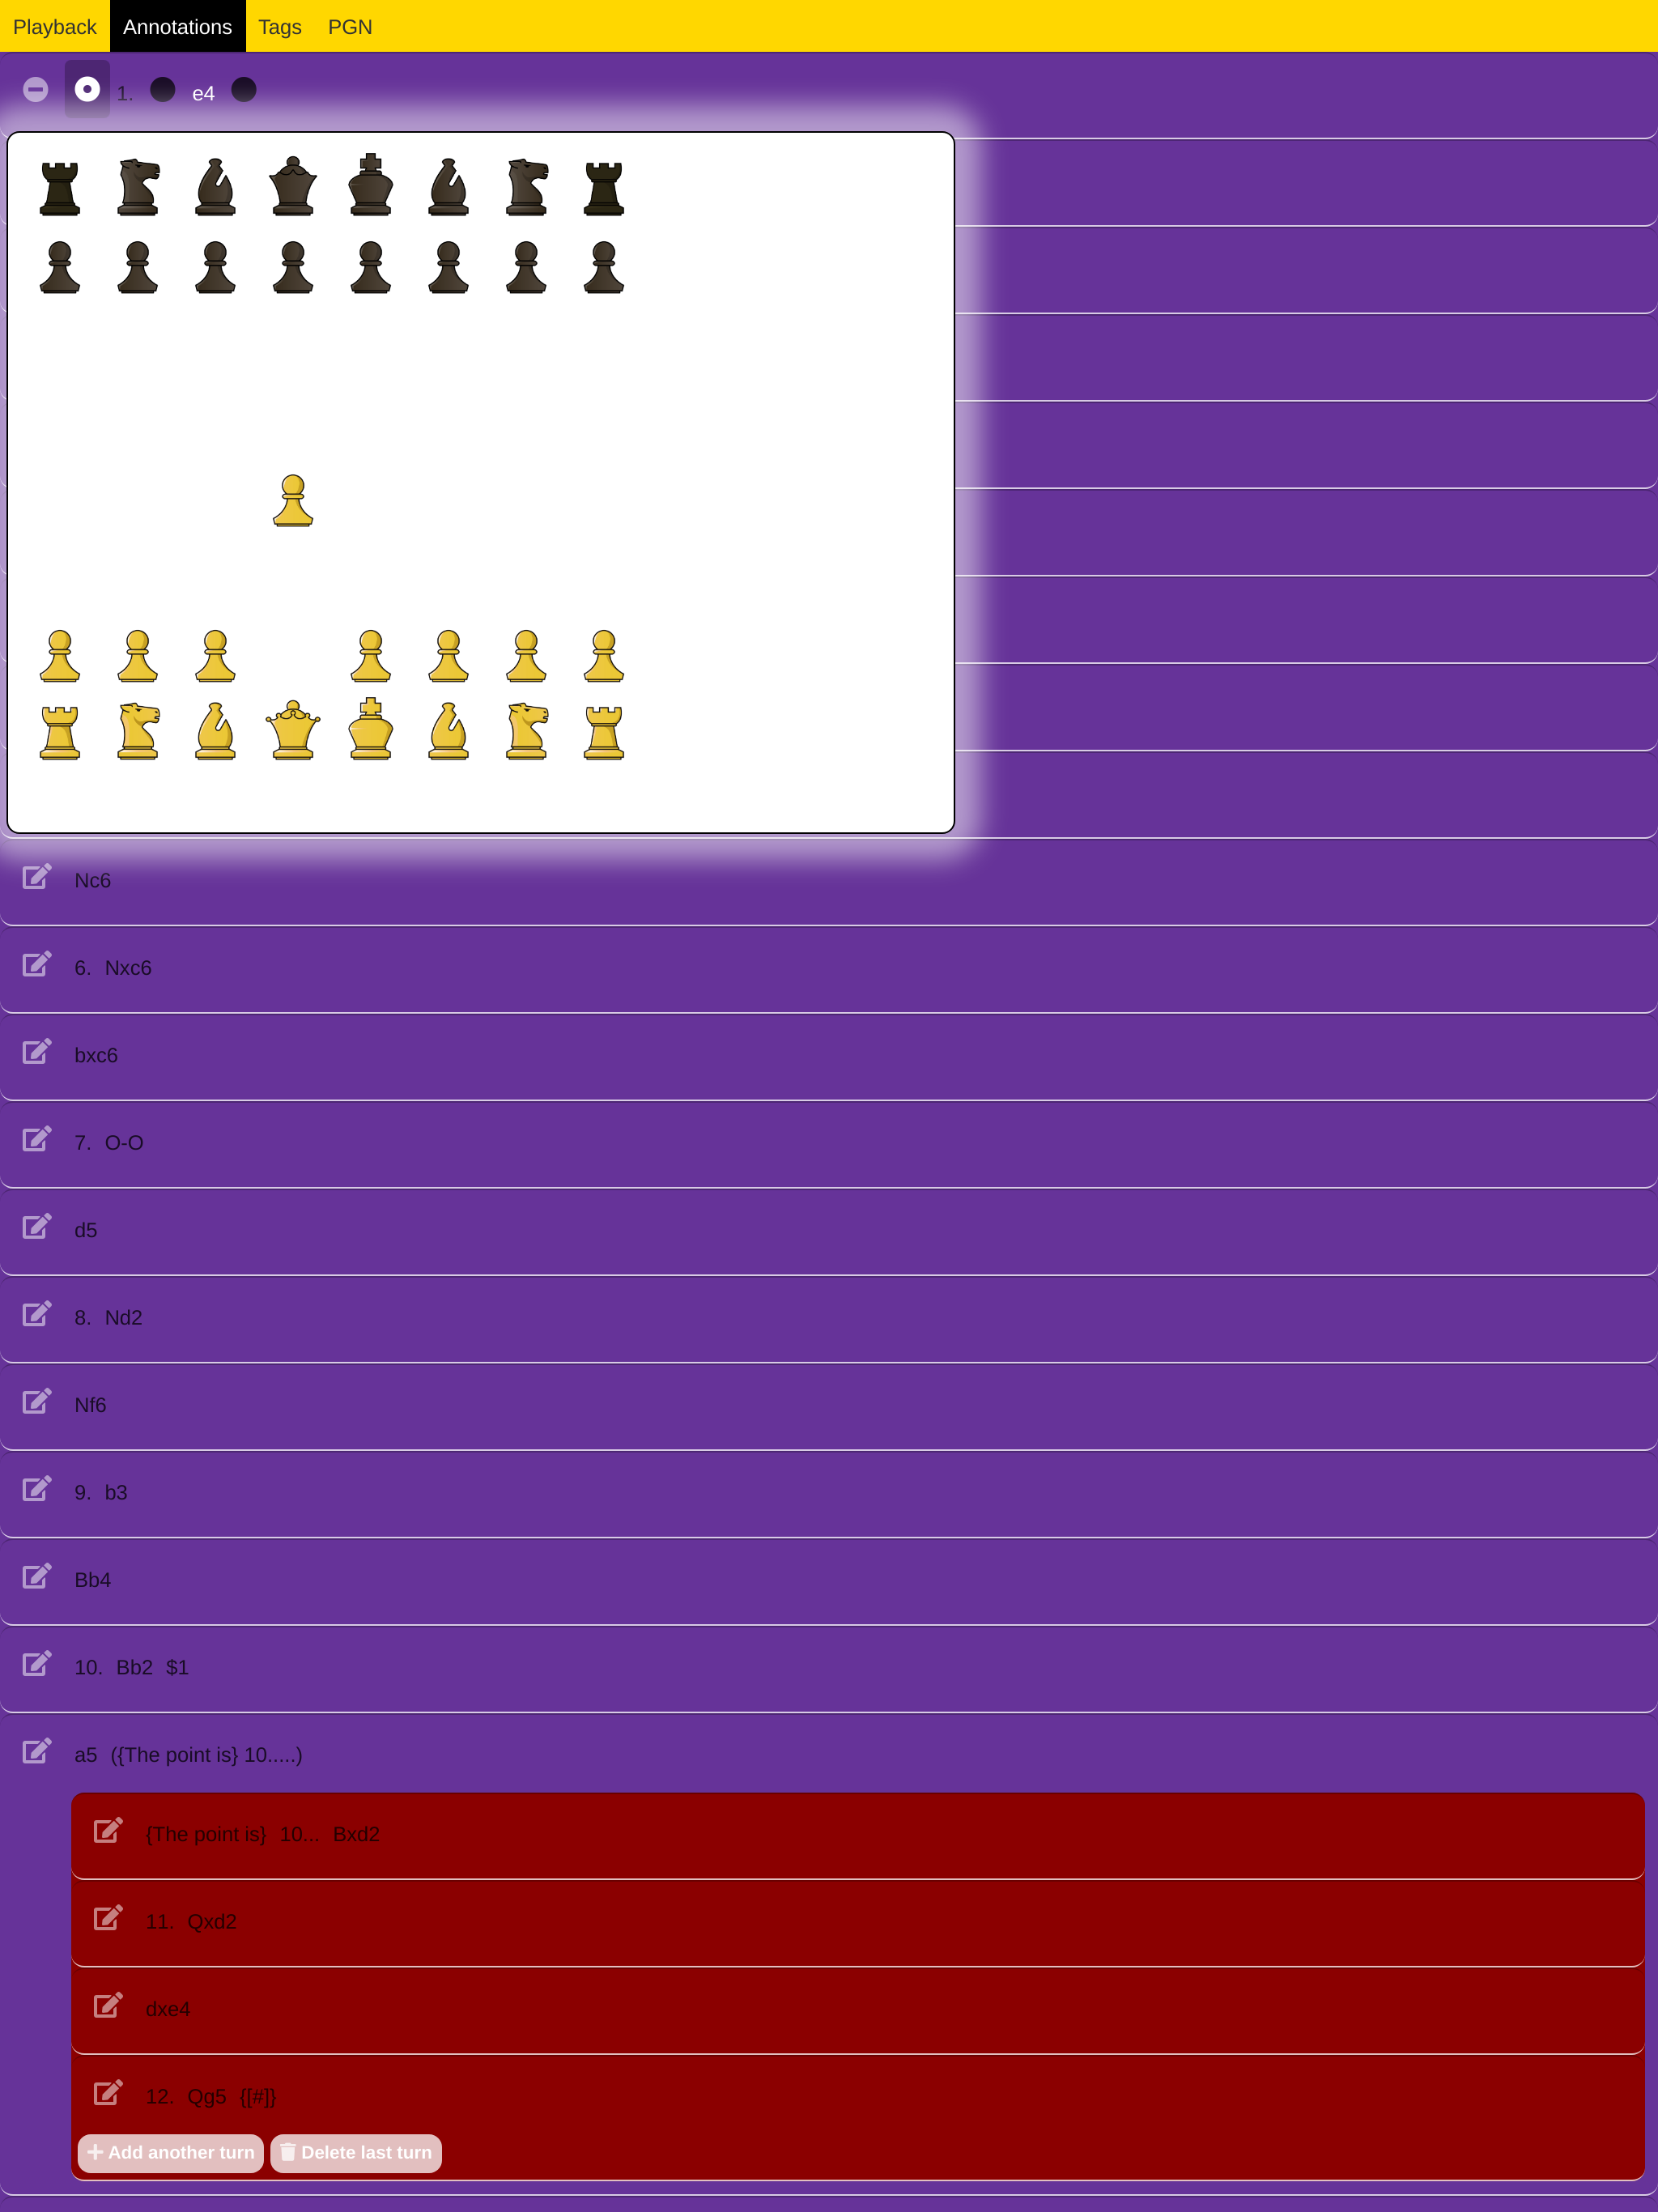 Playback Annotations Tags PGN
1. e4
Nc6
6. Nxc6
bxc6
7. O-O
d5
8. Nd2
Nf6
9. b3
Bb4
10. Bb2 $1
a5 ({The point is} 10.....)
{The point is} 10... Bxd2
11. Qxd2
dxe4
12. Qg5 {[#]}
Add another turn Delete last turn